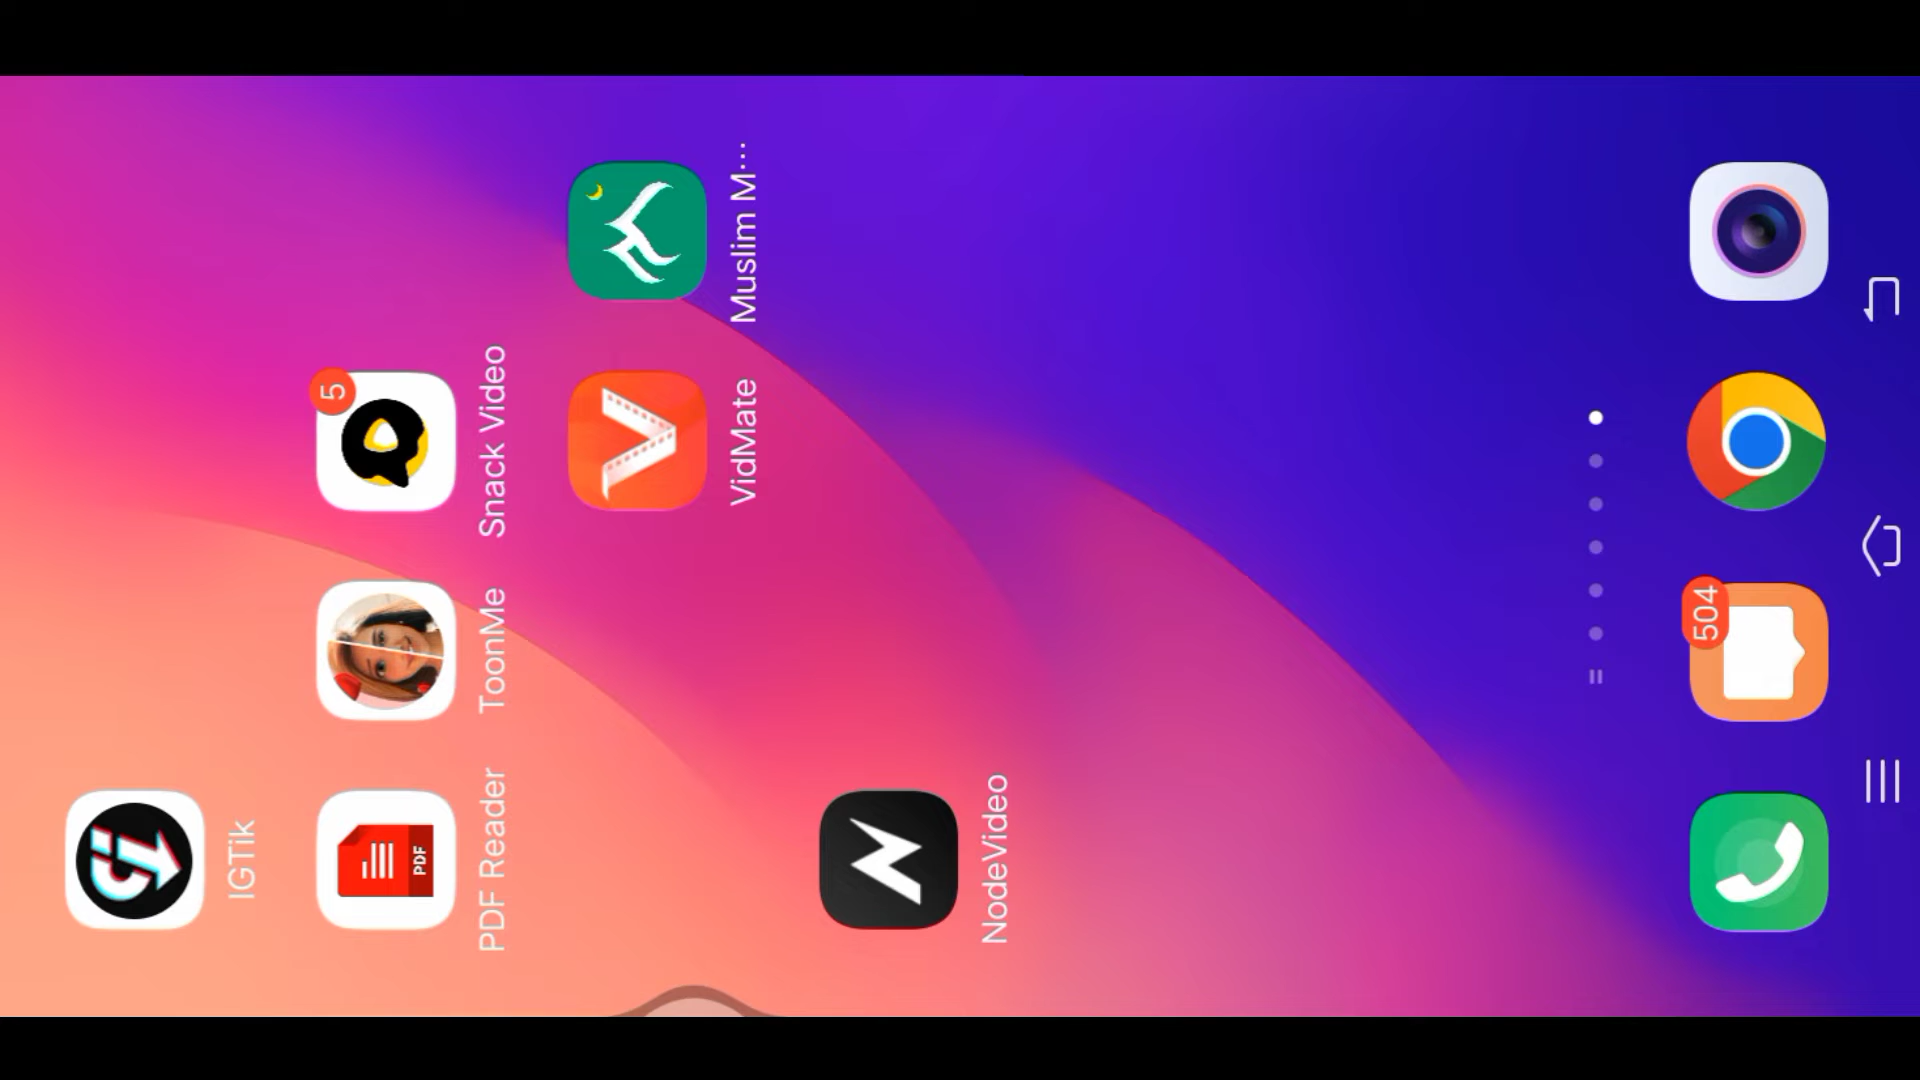 IGTik
PDF
PDF Reader
ToonMe
5
Snack Video
VidMate
Muslim M...
NodeVideo
504